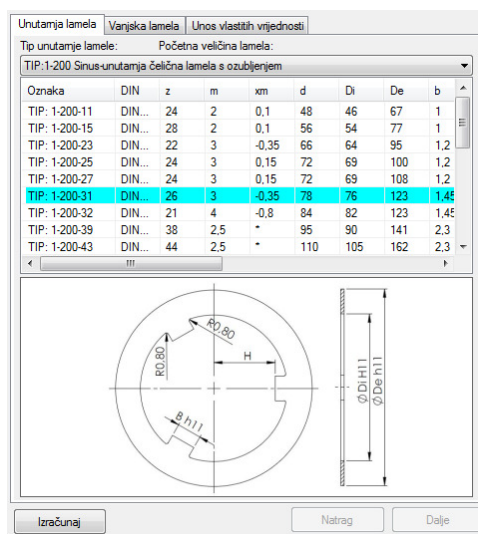 Unutarnja lamela Vanjska lamela Unos vlastitih vrijednosti
Tip unutarnje lamele: Početna veličina lamela:
TIP:1-200 Sinus-unutarnja čelična lamela s ozubljenjem
Oznaka DIN z m xm d Di De b
TIP: 1-200-11 DIN... 24 2 0,1 48 46 67 1
TIP: 1-200-15 DIN... 28 2 0,1 56 54 77 1
TIP: 1-200-23 DIN... 22 3 -0,35 66 64 95 1,2
TIP: 1-200-25 DIN... 24 3 0,15 72 69 100 1,2
TIP: 1-200-27 DIN... 24 3 0,15 72 69 108 1,2
TIP: 1-200-31 DIN... 26 3 -0,35 78 76 123 1,45
TIP: 1-200-32 DIN... 21 4 -0,8 84 82 123 1,45
TIP: 1-200-39 DIN... 38 2,5 - 95 90 141 2,3
TIP: 1-200-43 DIN... 44 2,5 - 110 105 162 2,3
R0,80
R0,80
H
B h11
∅Di H11
∅De h11
Izračunaj Natrag Dalje